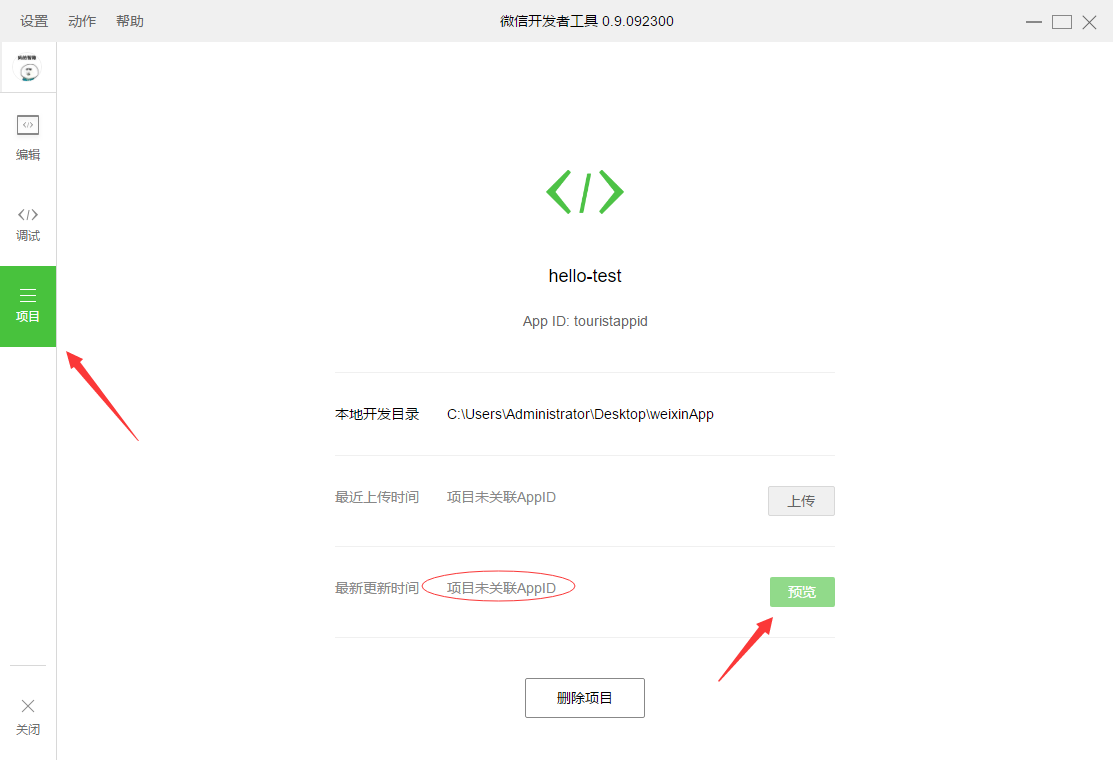 设置 动作 帮助 微信开发者工具 0.9.092300
编辑
调试
项目
hello-test
App ID: touristappid
本地开发目录 C:\Users\Administrator\Desktop\weixinApp
最近上传时间 项目未关联AppID 上传
最新更新时间 项目未关联AppID 预览
删除项目
关闭